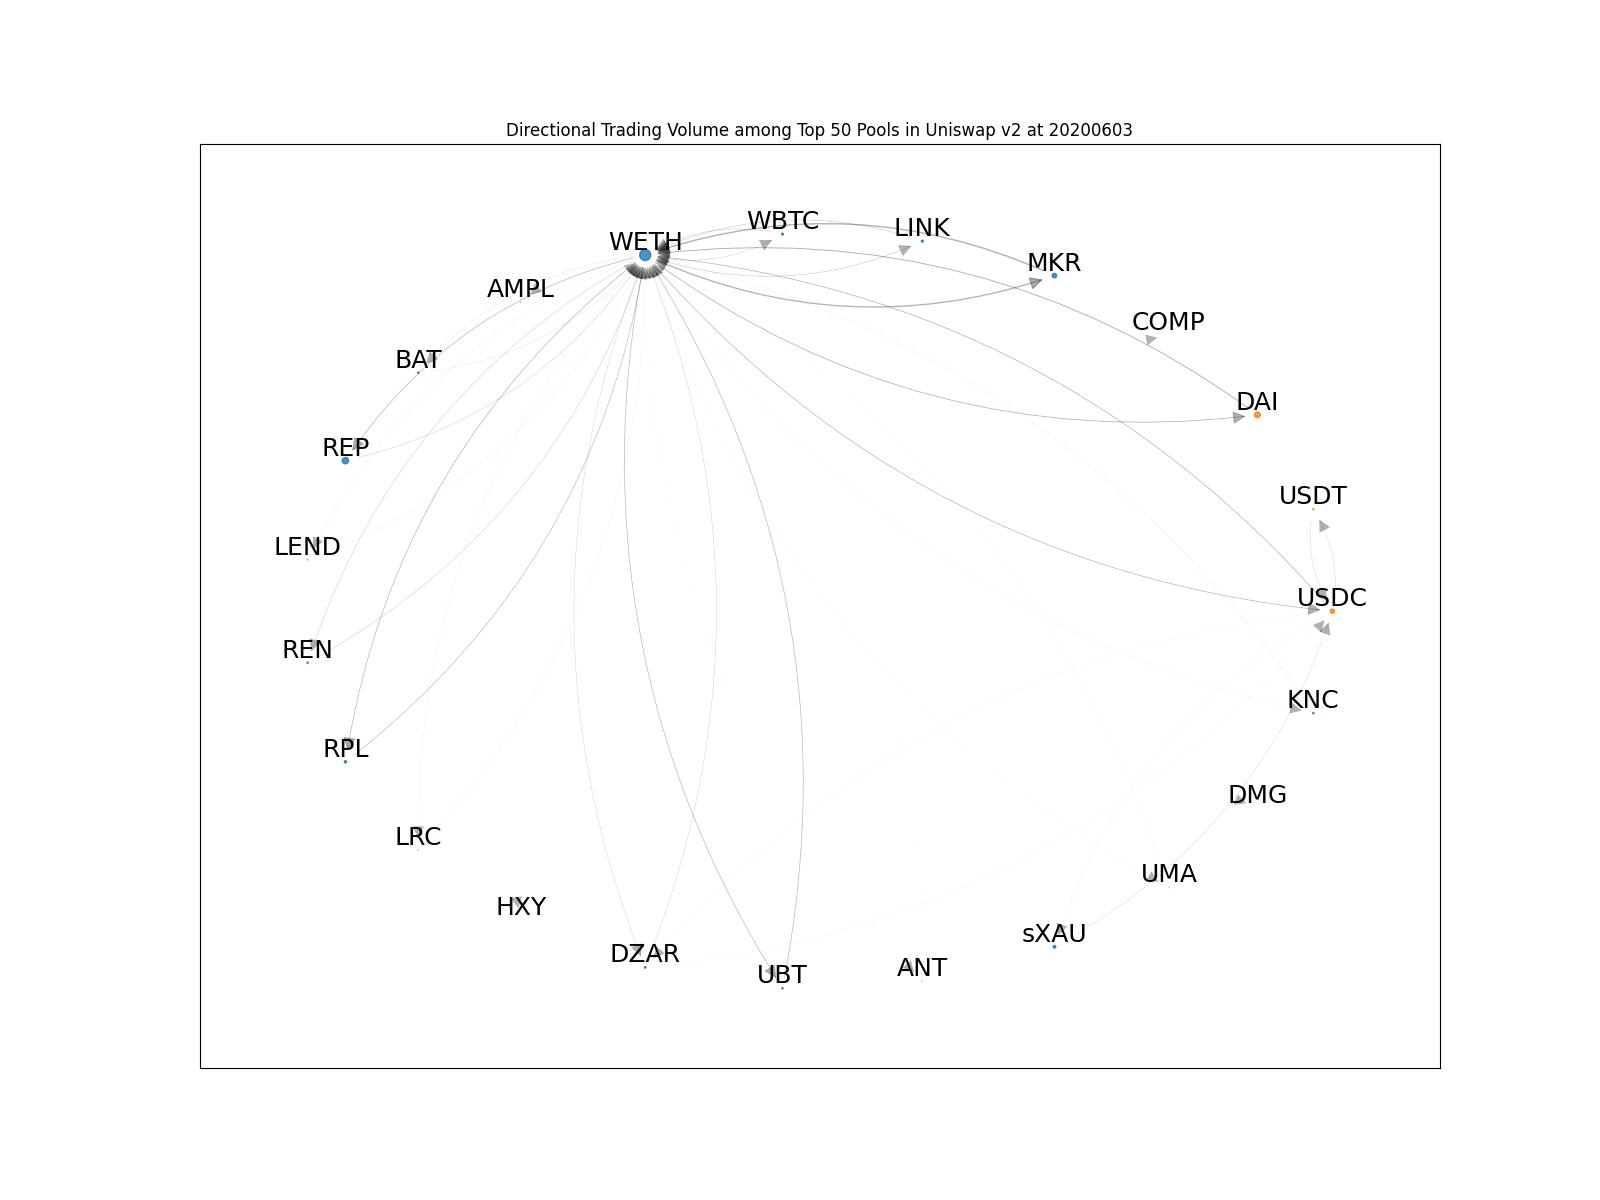 Directional Trading Volume among Top 50 Pools in Uniswap v2 at 20200603
WBTC
LINK
WETH
MKR
AMPL
COMP
BAT
DAI
REP
USDT
LEND
USDC
REN
KNC
RPL
DMG
LRC
UMA
HXY
sXAU
DZAR
ANT
UBT